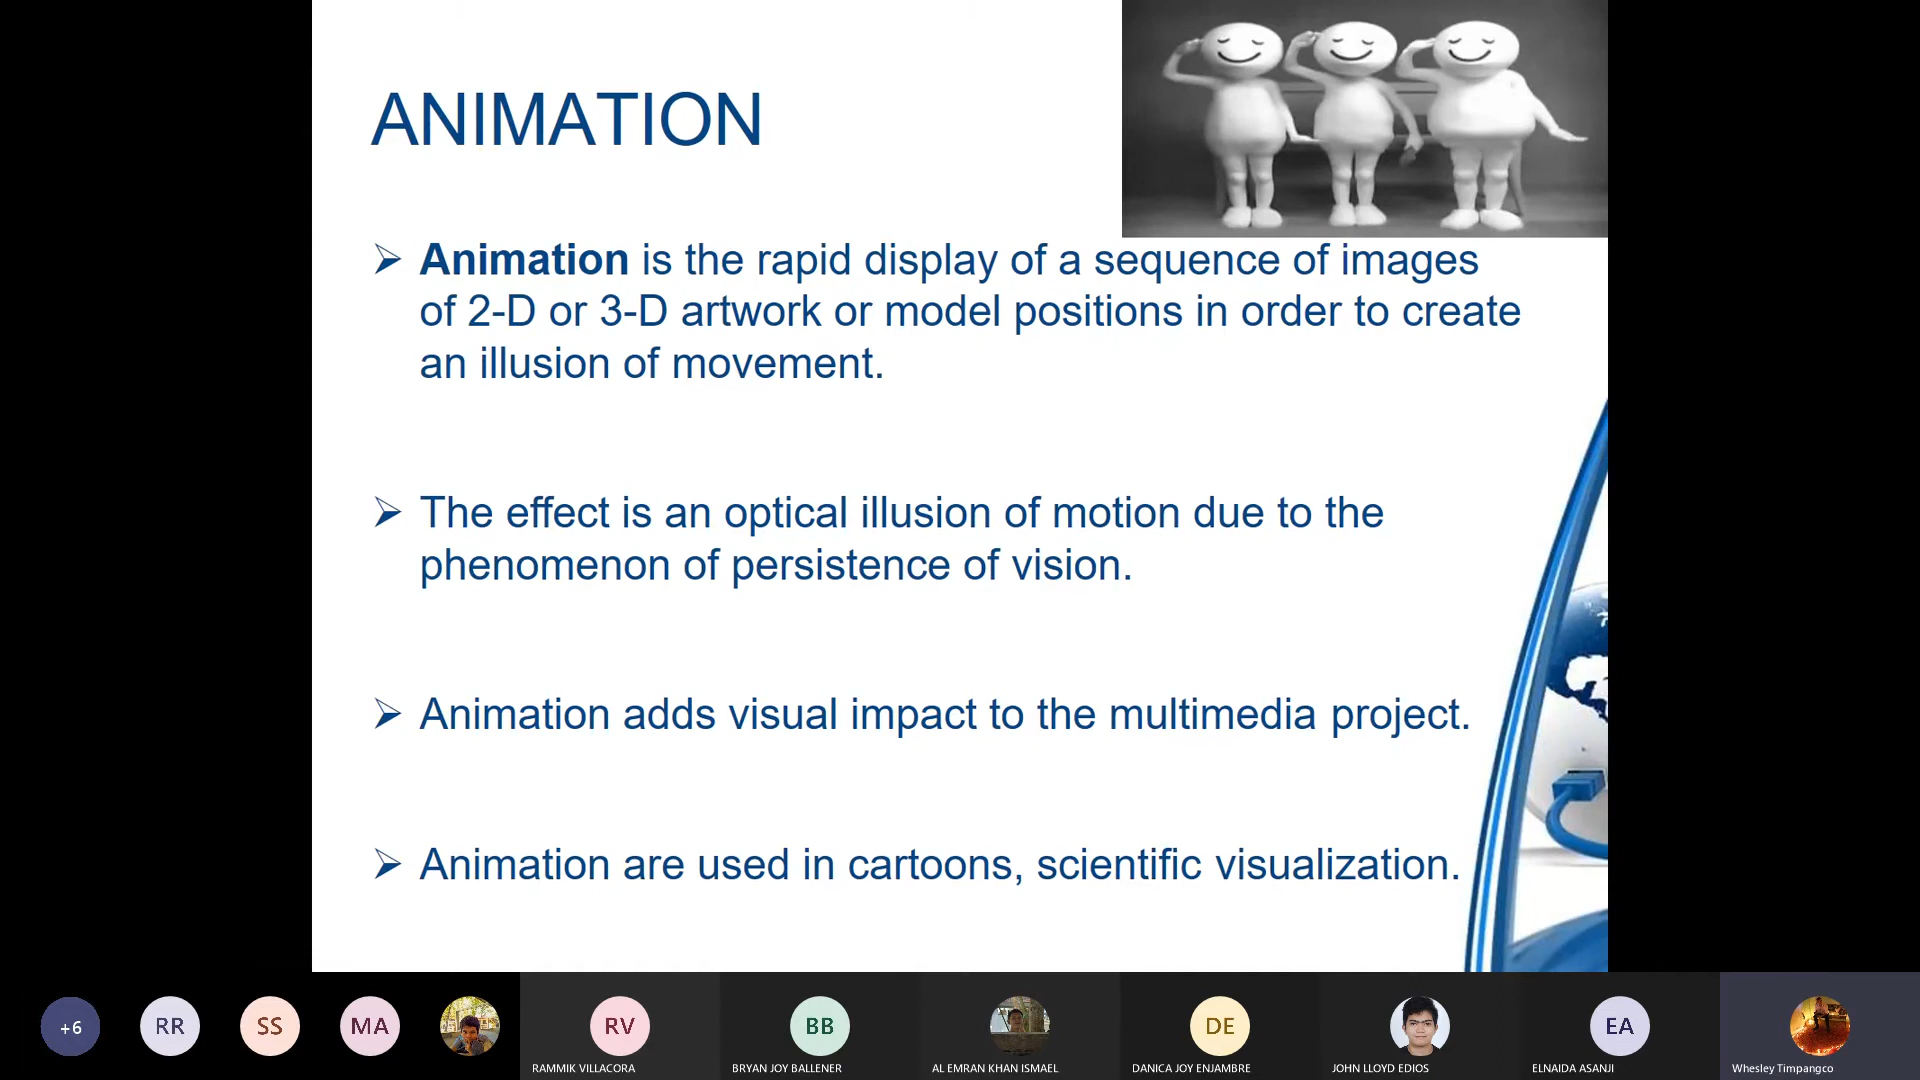 ANIMATION
Animation is the rapid display of a sequence of images
of 2-D or 3-D artwork or model positions in order to create
an illusion of movement.
The effect is an optical illusion of motion due to the
phenomenon of persistence of vision.
Animation adds visual impact to the multimedia project.
Animation are used in cartoons, scientific visualization.
+6
RR
SS
MA
RV
BB
DE
EA
RAMMIK VILLACORA
BRYAN JOY BALLENER
AL EMRAN KHAN ISMAEL
DANICA JOY ENJAMBRE
JOHN LLOYD EDIOS
ELNAIDA ASANJI
Whesley Timpangco